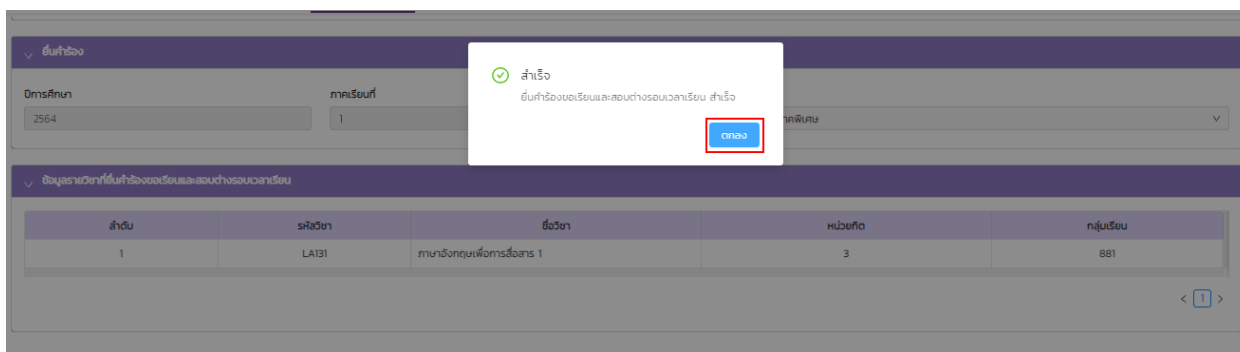 ยื่นคำร้อง
สำเร็จ
ยื่นคำร้องขอเรียนและสอบต่างรอบเวลาเรียน สำเร็จ
ตกลง
ปีการศึกษา ภาคเรียนที่
2564 1 าคพิเศษ
ข้อมูลรายวิชาที่ยื่นคำร้องขอเรียนและสอบต่างรอบเวลาเรียน
ลำดับ รหัสวิชา ชื่อวิชา หน่วยกิต กลุ่มเรียน
1 LA131 ภาษาอังกฤษเพื่อการสื่อสาร 1 3 881
< 1 >